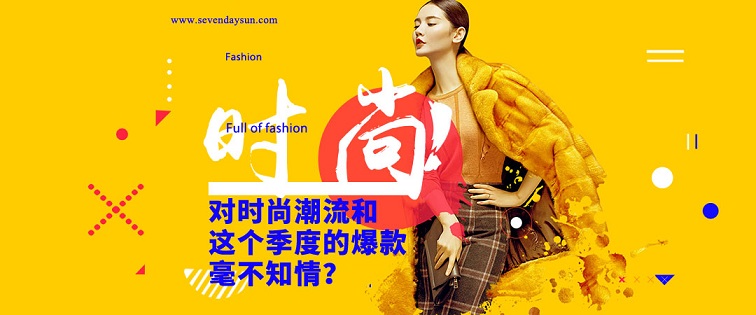 www.sevendaysun.com
Fashion
时尚
Full of fashion
对时尚潮流和
这个季度的爆款
毫不知情?